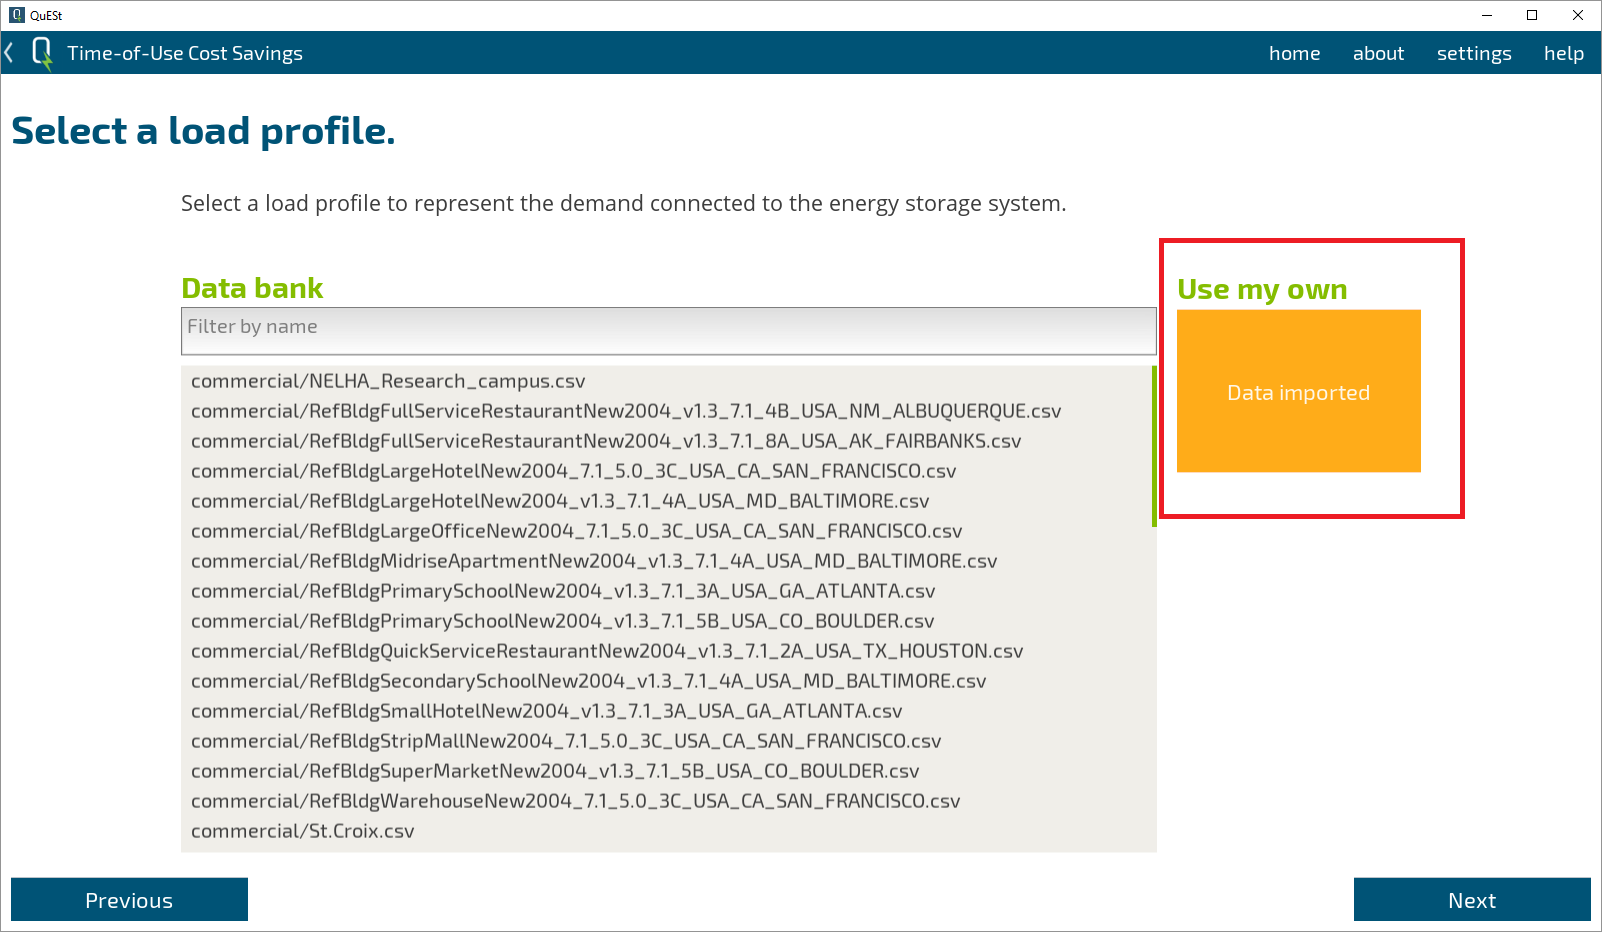 QuESt
Time-of-Use Cost Savings
home about settings help
Select a load profile.
Select a load profile to represent the demand connected to the energy storage system.
Data bank
Filter by name
commercial/NELHA_Research_campus.csv
commercial/RefBldgFullServiceRestaurantNew2004_v1.3_7.1_4B_USA_NM_ALBUQUERQUE.csv
commercial/RefBldgFullServiceRestaurantNew2004_v1.3_7.1_8A_USA_AK_FAIRBANKS.csv
commercial/RefBldgLargeHotelNew2004_7.1_5.0_3C_USA_CA_SAN_FRANCISCO.csv
commercial/RefBldgLargeHotelNew2004_v1.3_7.1_4A_USA_MD_BALTIMORE.csv
commercial/RefBldgLargeOfficeNew2004_7.1_5.0_3C_USA_CA_SAN_FRANCISCO.csv
commercial/RefBldgMidriseApartmentNew2004_v1.3_7.1_4A_USA_MD_BALTIMORE.csv
commercial/RefBldgPrimarySchoolNew2004_v1.3_7.1_3A_USA_GA_ATLANTA.csv
commercial/RefBldgPrimarySchoolNew2004_v1.3_7.1_5B_USA_CO_BOULDER.csv
commercial/RefBldgQuickServiceRestaurantNew2004_v1.3_7.1_2A_USA_TX_HOUSTON.csv
commercial/RefBldgSecondarySchoolNew2004_v1.3_7.1_4A_USA_MD_BALTIMORE.csv
commercial/RefBldgSmallHotelNew2004_v1.3_7.1_3A_USA_GA_ATLANTA.csv
commercial/RefBldgStripMallNew2004_7.1_5.0_3C_USA_CA_SAN_FRANCISCO.csv
commercial/RefBldgSuperMarketNew2004_v1.3_7.1_5B_USA_CO_BOULDER.csv
commercial/RefBldgWarehouseNew2004_7.1_5.0_3C_USA_CA_SAN_FRANCISCO.csv
commercial/St.Croix.csv
Use my own
Data imported
Previous
Next